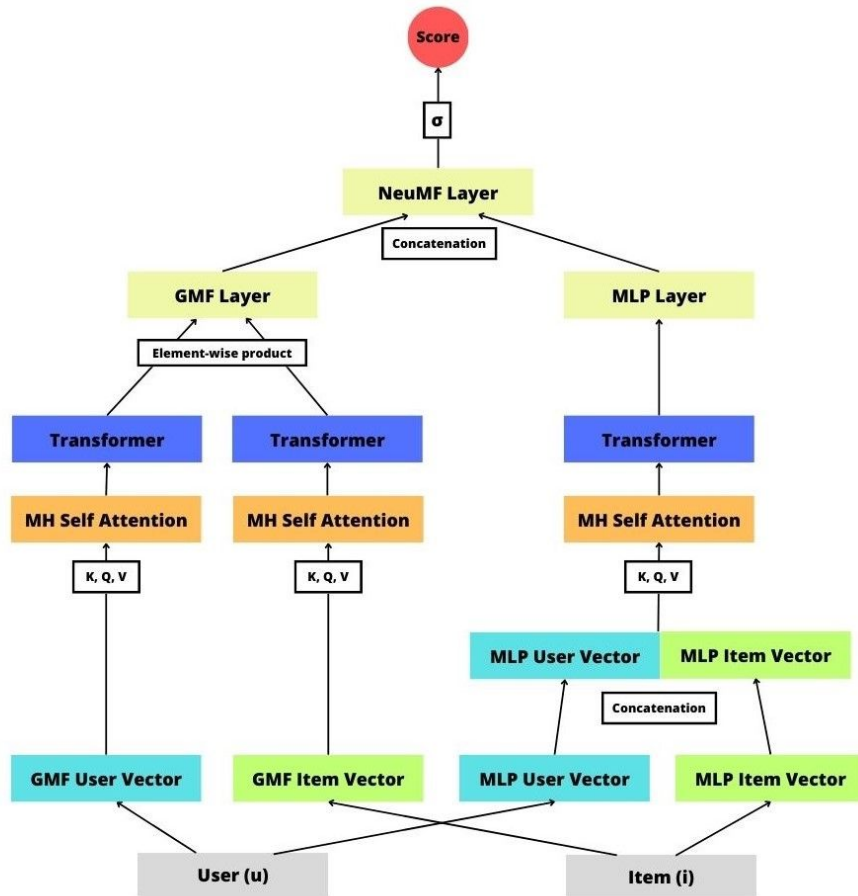 Score
σ
NeuMF Layer
Concatenation
GMF Layer
MLP Layer
Element-wise product
Transformer
Transformer
Transformer
MH Self Attention
MH Self Attention
MH Self Attention
K, Q, V
K, Q, V
K, Q, V
MLP User Vector
MLP Item Vector
Concatenation
GMF User Vector
GMF Item Vector
MLP User Vector
MLP Item Vector
User (u)
Item (i)